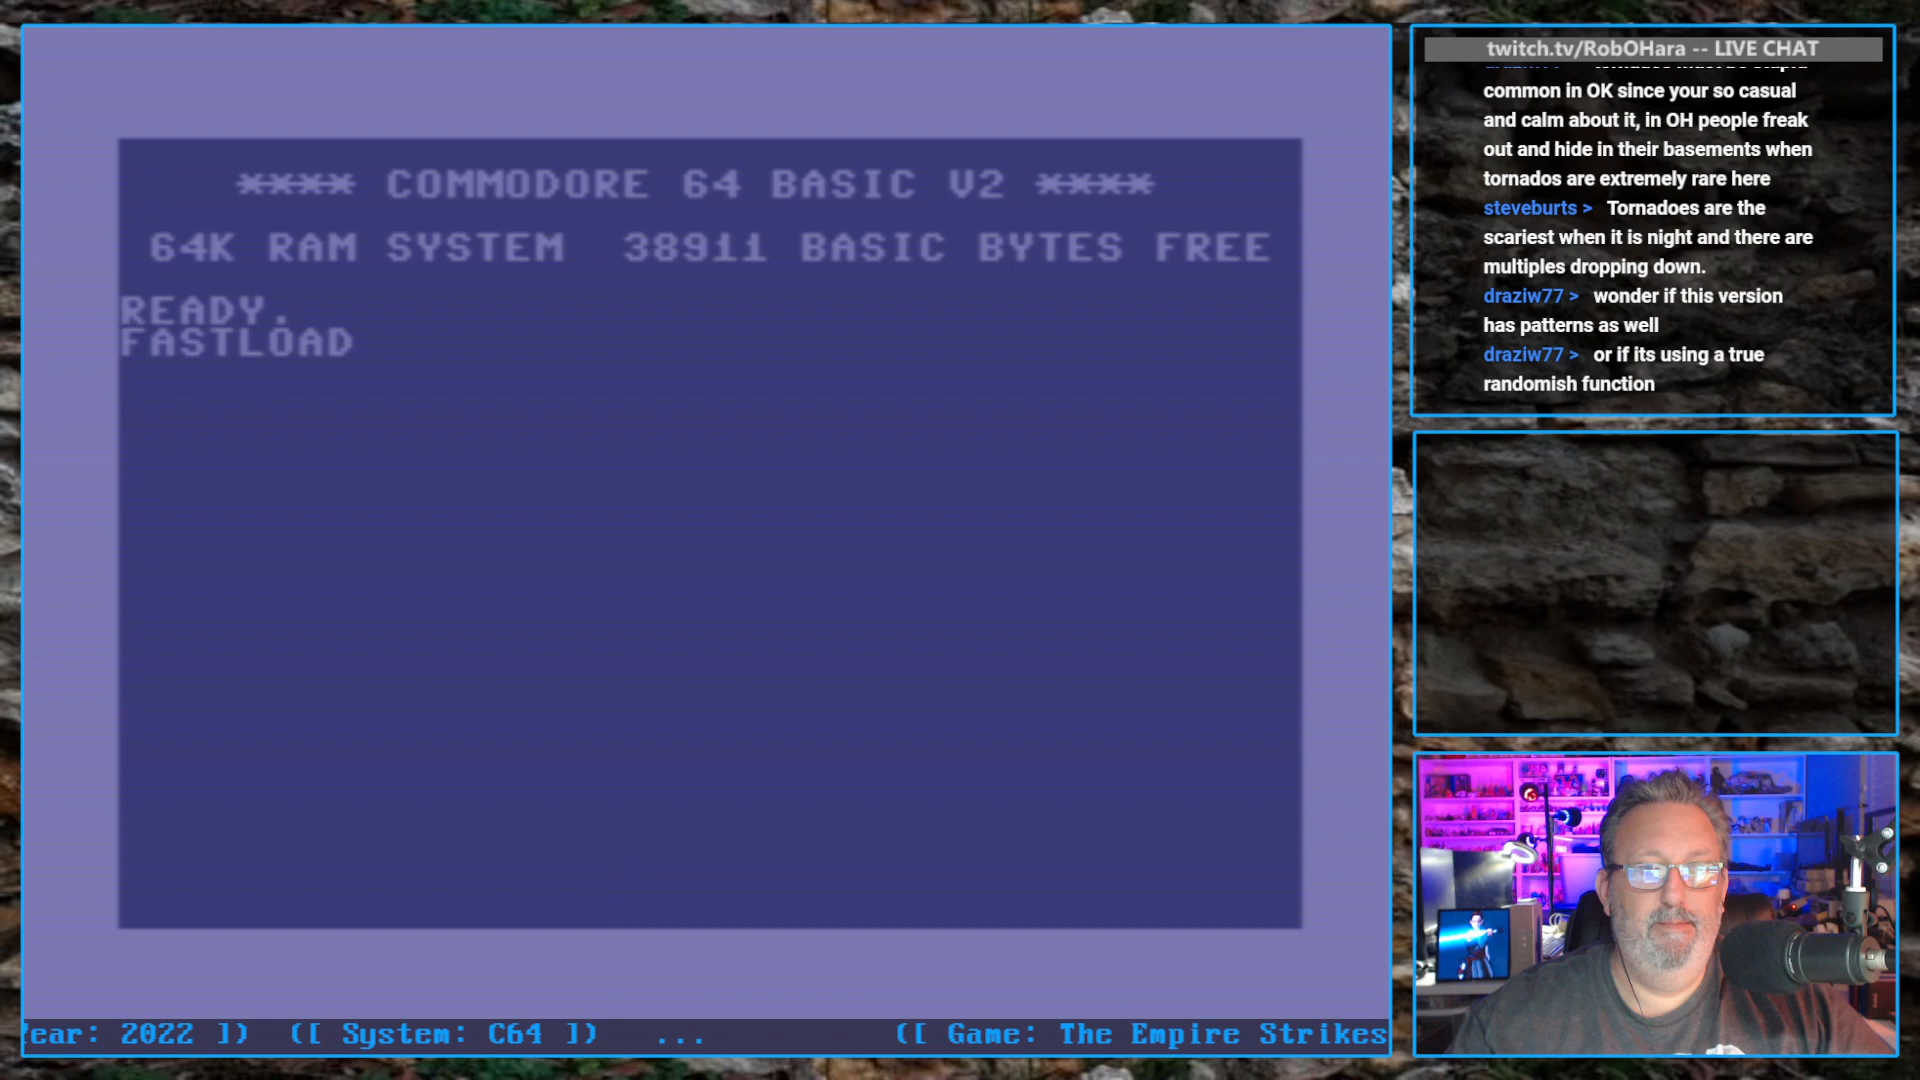 **** COMMODORE 64 BASIC V2 ****
64K RAM SYSTEM 38911 BASIC BYTES FREE
READY.
FASTLOAD
Year: 2022 ]) ([ System: C64 ]) ... ([ Game: The Empire Strikes
twitch.tv/RobOHara -- LIVE CHAT
common in OK since your so casual
and calm about it, in OH people freak
out and hide in their basements when
tornados are extremely rare here
steveburts > Tornadoes are the
scariest when it is night and there are
multiples dropping down.
draziw77 > wonder if this version
has patterns as well
draziw77 > or if its using a true
randomish function